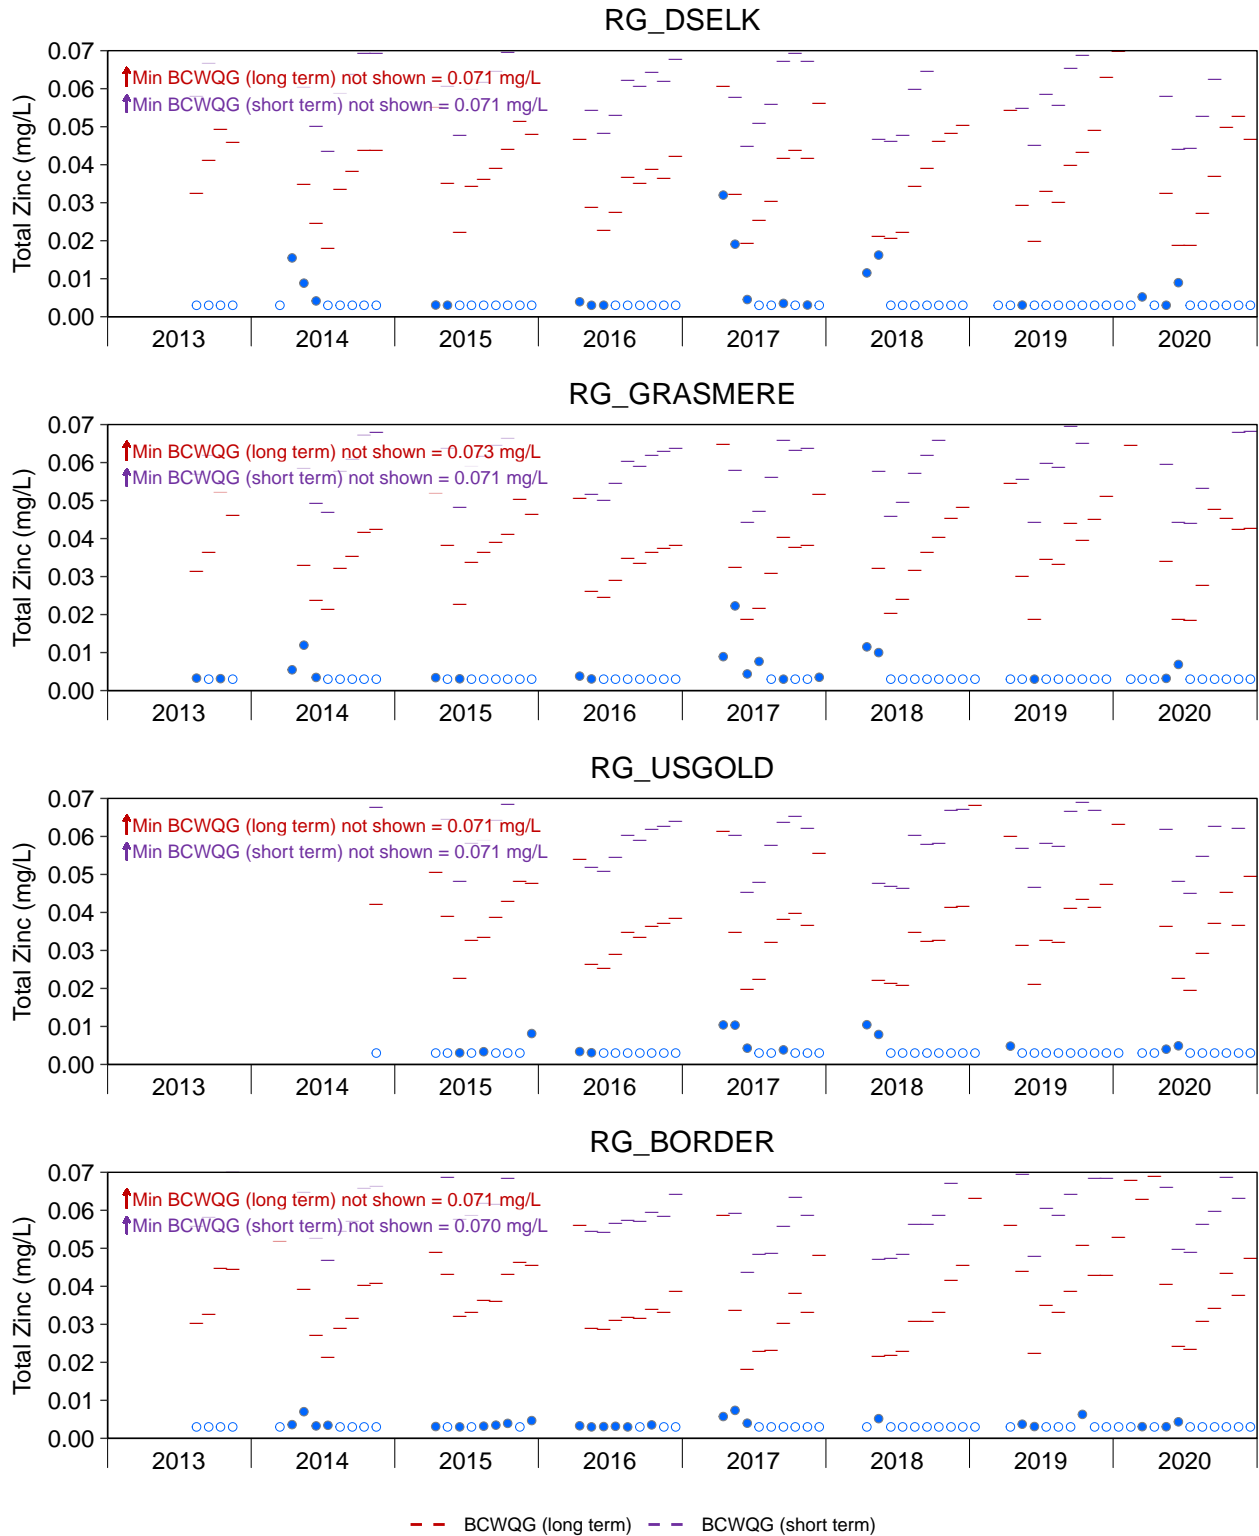 RG_DSELK
Total Zinc (mg/L)
0.07
0.06
0.05
0.04
0.03
0.02
0.01
0.00
Min BCWQG (long term) not shown = 0.071 mg/L
Min BCWQG (short term) not shown = 0.071 mg/L
2013 2014 2015 2016 2017 2018 2019 2020
RG_GRASMERE
Total Zinc (mg/L)
0.07
0.06
0.05
0.04
0.03
0.02
0.01
0.00
Min BCWQG (long term) not shown = 0.073 mg/L
Min BCWQG (short term) not shown = 0.071 mg/L
2013 2014 2015 2016 2017 2018 2019 2020
RG_USGOLD
Total Zinc (mg/L)
0.07
0.06
0.05
0.04
0.03
0.02
0.01
0.00
Min BCWQG (long term) not shown = 0.071 mg/L
Min BCWQG (short term) not shown = 0.071 mg/L
2013 2014 2015 2016 2017 2018 2019 2020
RG_BORDER
Total Zinc (mg/L)
0.07
0.06
0.05
0.04
0.03
0.02
0.01
0.00
Min BCWQG (long term) not shown = 0.071 mg/L
Min BCWQG (short term) not shown = 0.070 mg/L
2013 2014 2015 2016 2017 2018 2019 2020
BCWQG (long term) BCWQG (short term)